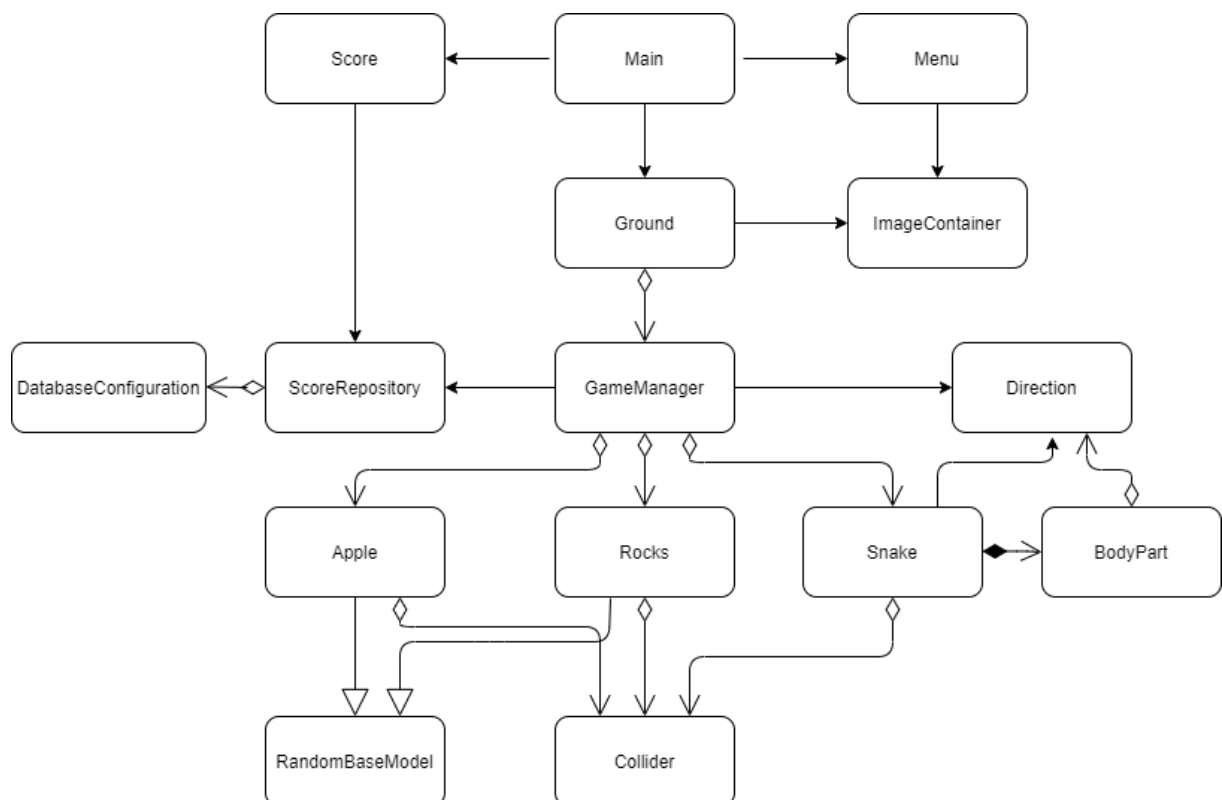 Score
Main
Menu
Ground
ImageContainer
DatabaseConfiguration
ScoreRepository
GameManager
Direction
Apple
Rocks
Snake
BodyPart
RandomBaseModel
Collider